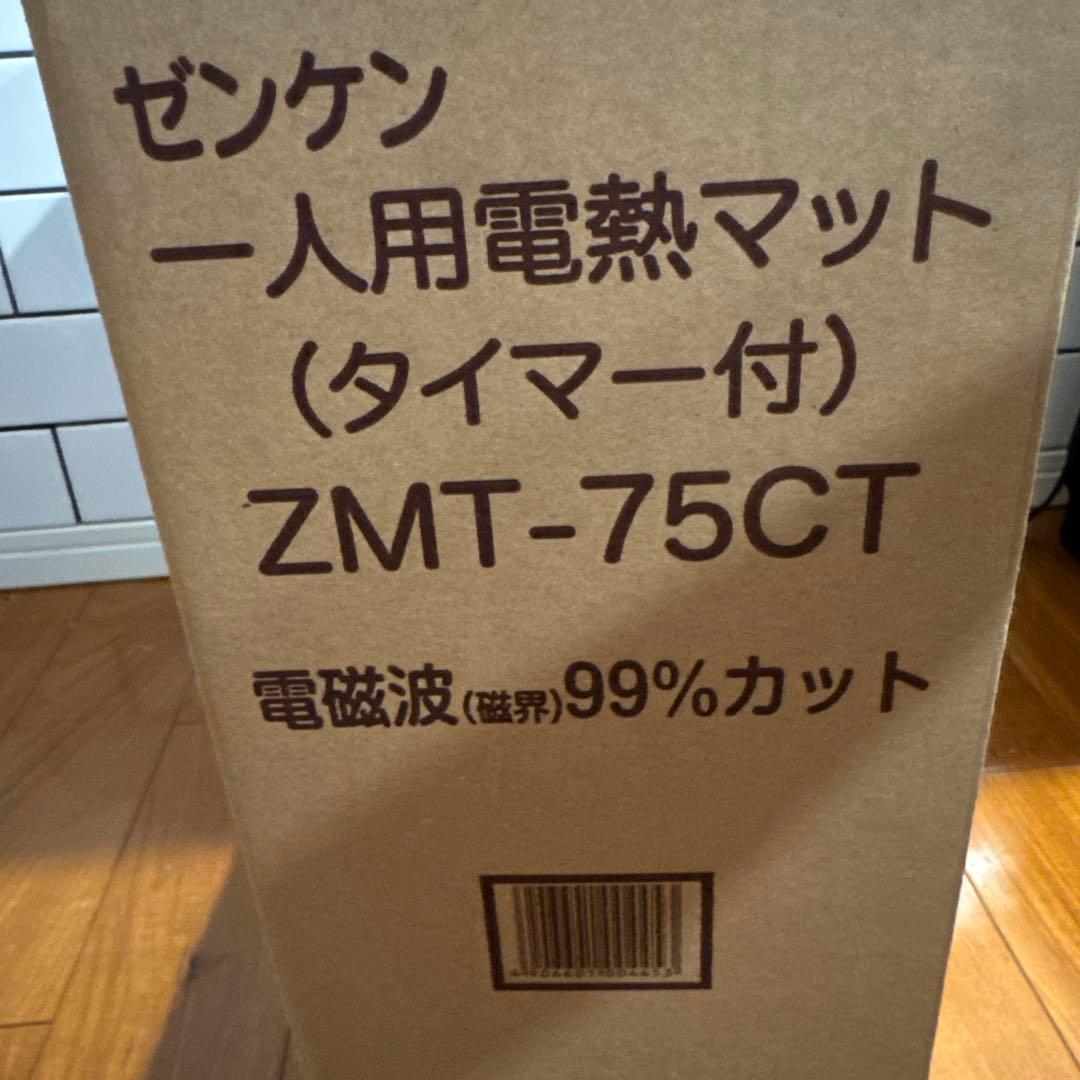 ゼンケン
一人用電熱マット
(タイマー付)
ZMT-75CT
電磁波(磁界)99%カット